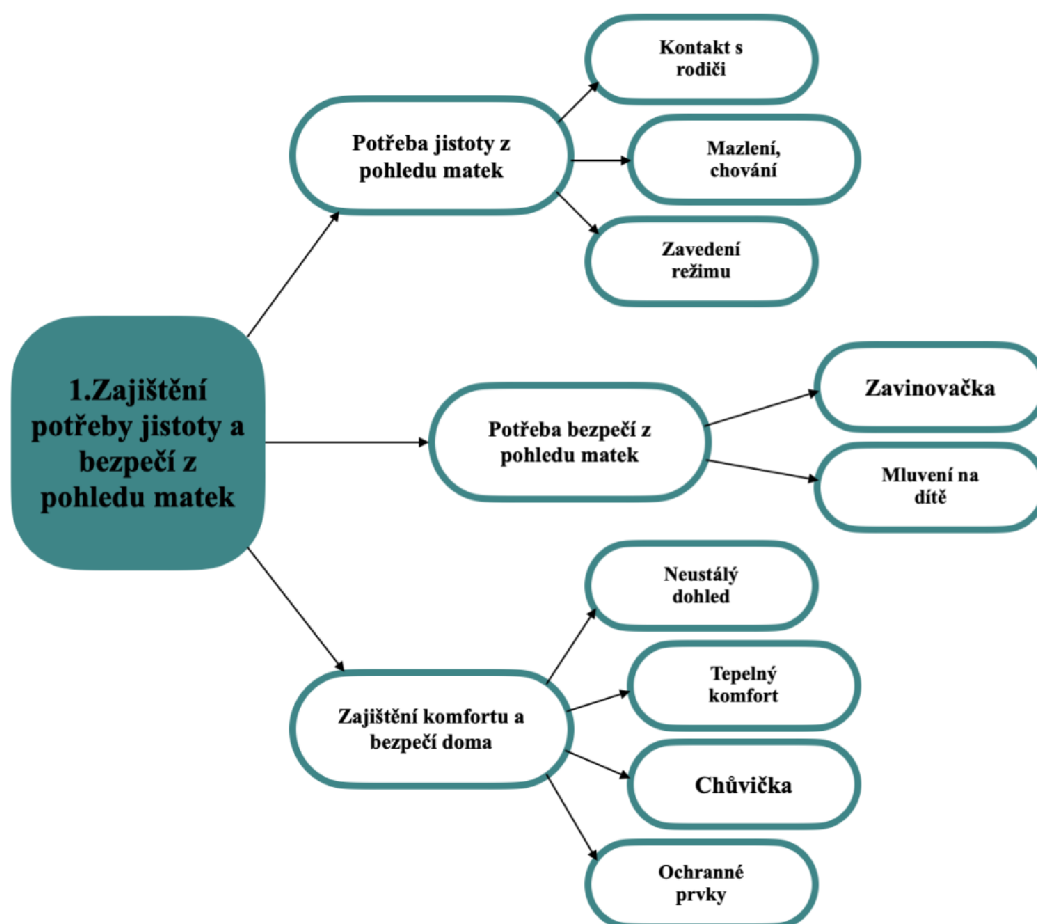 Kontakt s
rodiči
Potřeba jistoty z
pohledu matek
Mazlení,
chování
Zavedení
režimu
1.Zajištění
potřeby jistoty a
bezpečí z
pohledu matek
Potřeba bezpečí z
pohledu matek
Zavinovačka
Mluvení na
dítě
Neustálý
dohled
Zajištění komfortu a
bezpečí doma
Tepelný
komfort
Chůvička
Ochranné
prvky